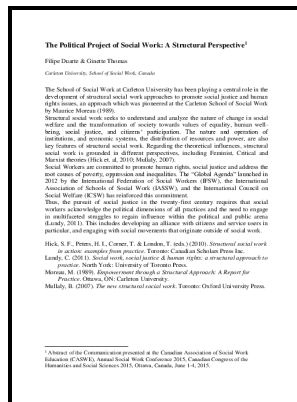 The Political Project of Social Work: A Structural Perspective¹
Filipe Duarte & Ginette Thomas
Carleton University, School of Social Work, Canada
The School of Social Work at Carleton University has been playing a central role in the
development of structural social work approaches to promote social justice and human
rights issues, an approach which was pioneered at the Carleton School of Social Work
by Maurice Moreau (1989).
Structural social work seeks to understand and analyze the nature of change in social
welfare and the transformation of society towards values of equality, human well-
being, social justice, and citizens' participation. The nature and operation of
institutions, and economic systems, the distribution of resources and power, are also
key features of structural social work. Regarding the theoretical influences, structural
social work is grounded in different perspectives, including Feminist, Critical and
Marxist theories (Hick et. al, 2010; Mullaly, 2007).
Social Workers are committed to promote human rights, social justice and address the
root causes of poverty, oppression and inequalities. The "Global Agenda" launched in
2012 by the International Federation of Social Workers (IFSW), the International
Association of Schools of Social Work (IASSW), and the International Council on
Social Welfare (ICSW) has reinforced this commitment.
Thus, the pursuit of social justice in the twenty-first century requires that social
workers acknowledge the political dimensions of all practices and the need to engage
in multifaceted struggles to regain influence within the political and public arena
(Lundy, 2011). This includes developing an alliance with citizens and service users in
particular, and engaging with social movements that originate outside of social work.
Hick, S. F., Peters, H. I., Corner, T. & London, T. (eds.) (2010). Structural social work
in action: examples from practice. Toronto: Canadian Scholars Press Inc.
Lundy, C. (2011). Social work, social justice & human rights: a structural approach to
practice. North York: University of Toronto Press.
Moreau, M. (1989). Empowerment through a Structural Approach: A Report for
Practice. Ottawa, ON: Carleton University.
Mullaly, B. (2007). The new structural social work. Toronto: Oxford University Press.
¹ Abstract of the Communication presented at the Canadian Association of Social Work
Education (CASWE), Annual Work Conference 2015, Canadian Congress of the
Humanities and Social Sciences 2015, Ottawa, Canada, June 1-4, 2015.